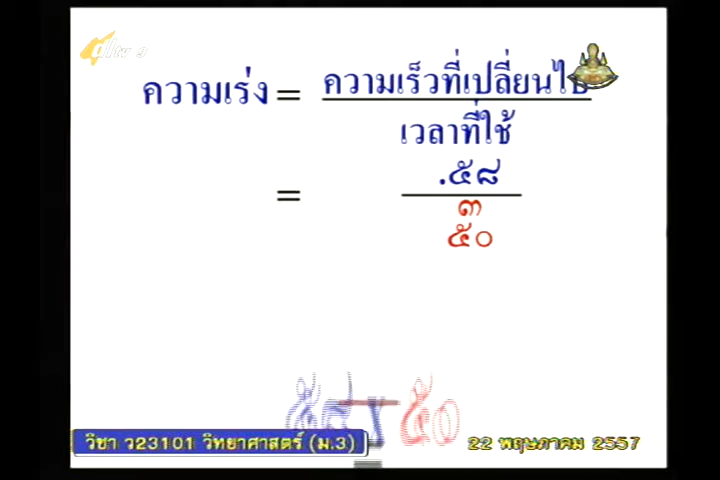 ความเร่ง = ความเร็วที่เปลี่ยนไป
เวลาที่ใช้
= .๕๘
๓
๕๐
วิชา ว23101 วิทยาศาสตร์ (ม.3)
22 พฤษภาคม 2557